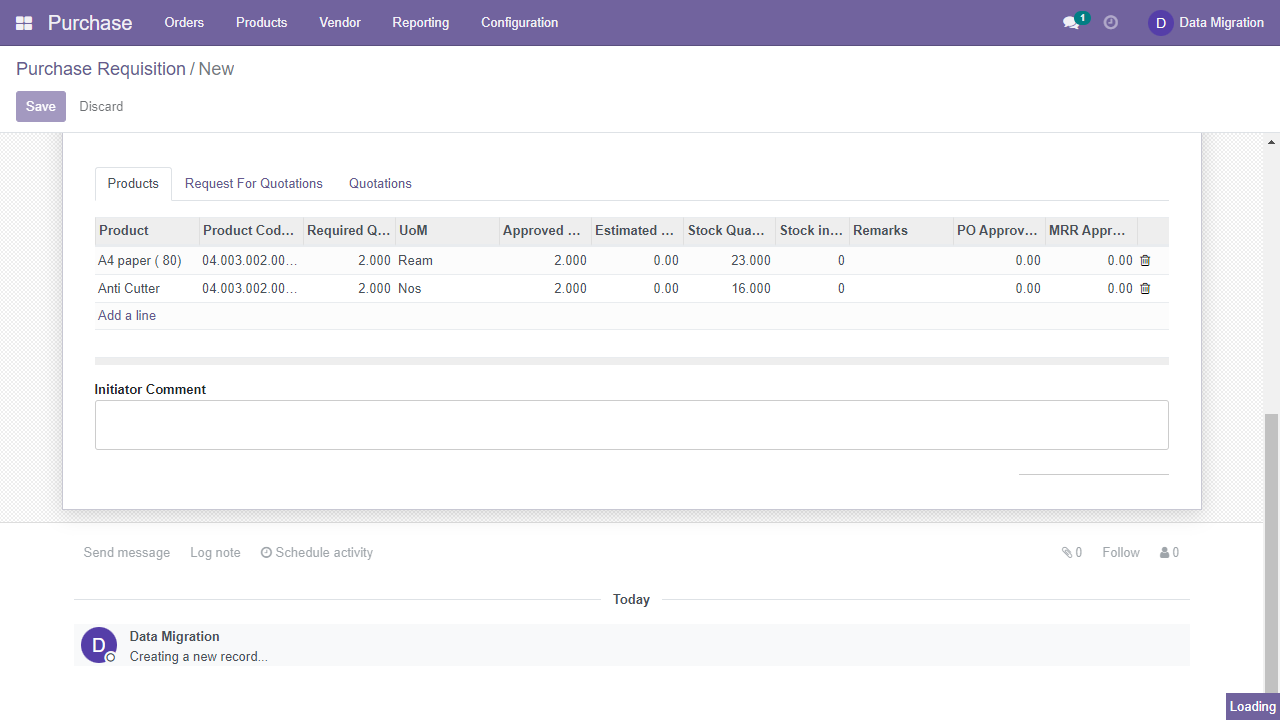 Purchase Orders Products Vendor Reporting Configuration 1 D Data Migration
Purchase Requisition / New
Save Discard
Products Request For Quotations Quotations
Product Product Cod... Required Q... UoM Approved ... Estimated ... Stock Qua... Stock in... Remarks PO Approv... MRR Appr...
A4 paper ( 80) 04.003.002.00... 2.000 Ream 2.000 0.00 23.000 0 0.00 0.00
Anti Cutter 04.003.002.00... 2.000 Nos 2.000 0.00 16.000 0 0.00 0.00
Add a line
Initiator Comment
Send message Log note Schedule activity 0 Follow 0
Today
D Data Migration
Creating a new record...
Loading